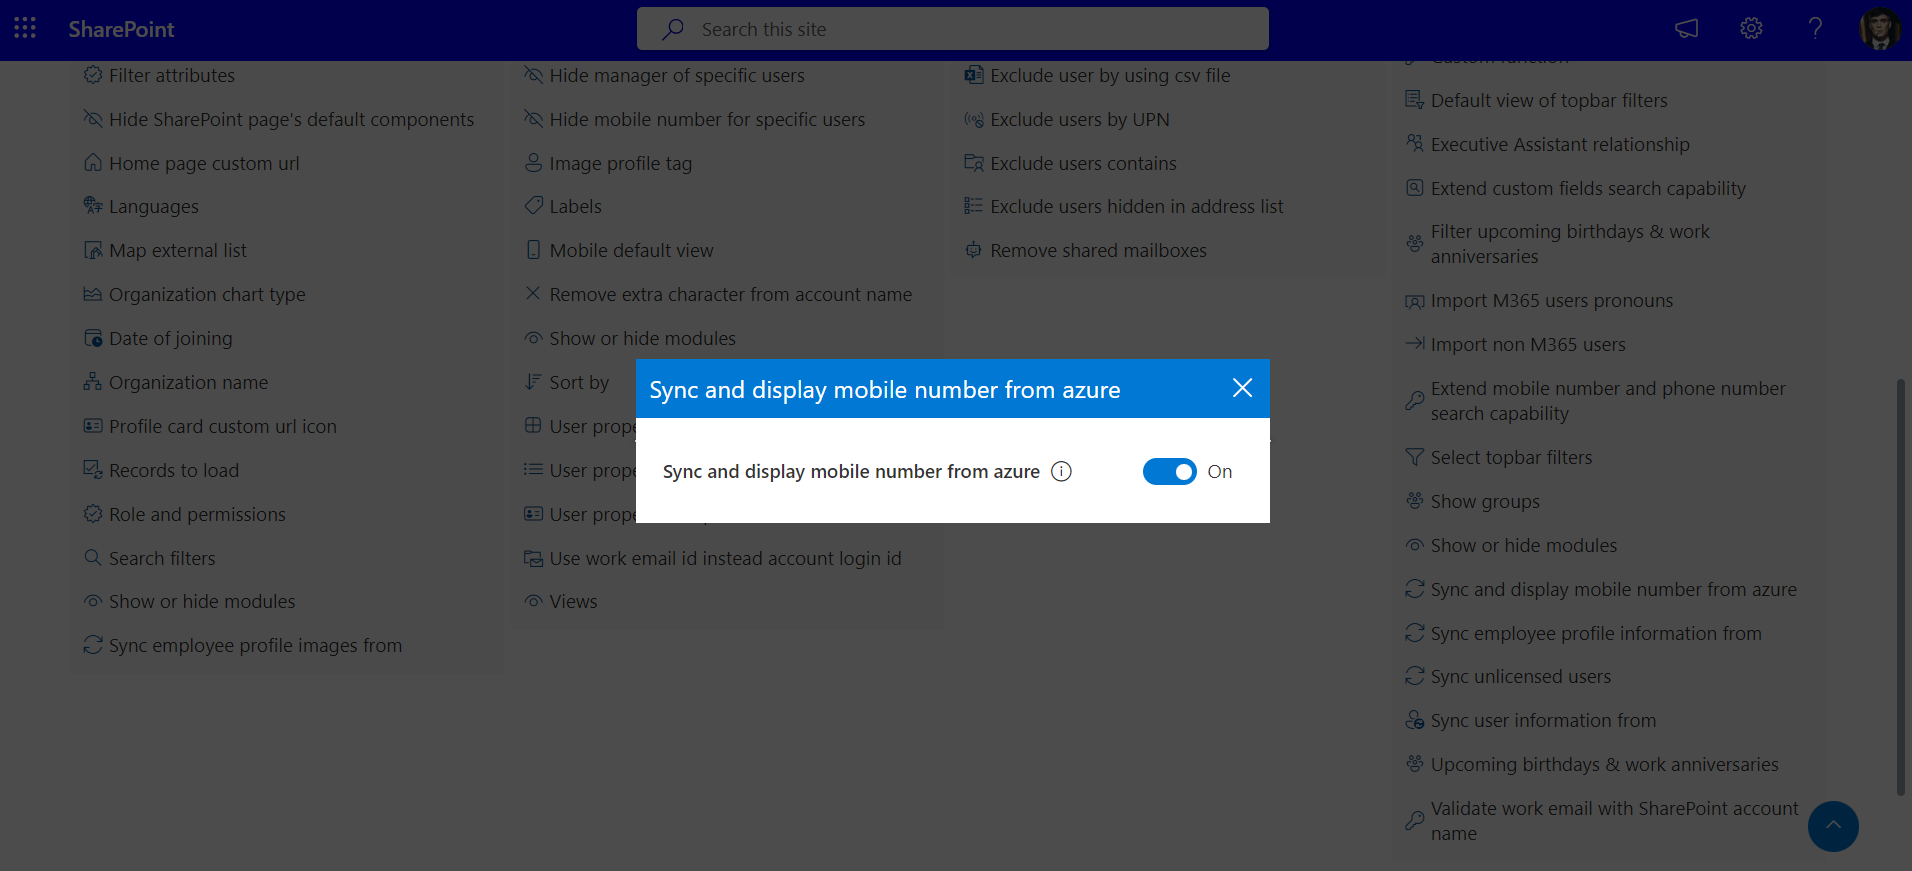 SharePoint
Search this site
Filter attributes
Hide SharePoint page's default components
Home page custom url
Languages
Map external list
Organization chart type
Date of joining
Organization name
Profile card custom url icon
Records to load
Role and permissions
Search filters
Show or hide modules
Sync employee profile images from
Hide manager of specific users
Hide mobile number for specific users
Image profile tag
Labels
Mobile default view
Remove extra character from account name
Show or hide modules
Sort by
User prope
User prope
User prope
Use work email id instead account login id
Views
Exclude user by using csv file
Exclude users by UPN
Exclude users contains
Exclude users hidden in address list
Remove shared mailboxes
Custom function
Default view of topbar filters
Executive Assistant relationship
Extend custom fields search capability
Filter upcoming birthdays & work
anniversaries
Import M365 users pronouns
Import non M365 users
Extend mobile number and phone number
search capability
Select topbar filters
Show groups
Show or hide modules
Sync and display mobile number from azure
Sync employee profile information from
Sync unlicensed users
Sync user information from
Upcoming birthdays & work anniversaries
Validate work email with SharePoint account
name
Sync and display mobile number from azure
Sync and display mobile number from azure
On